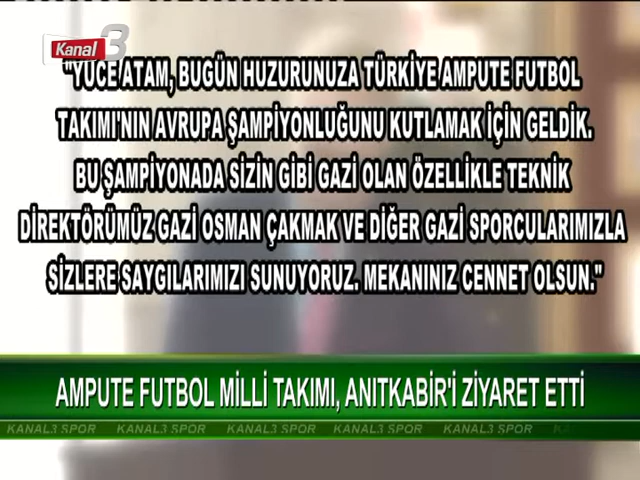 Kanal 3
"YÜCE ATAM, BUGÜN HUZURUNUZA TÜRKİYE AMPUTE FUTBOL
TAKIMI'NIN AVRUPA ŞAMPİYONLUĞUNU KUTLAMAK İÇİN GELDİK.
BU ŞAMPİYONADA SİZİN GİBİ GAZİ OLAN ÖZELLİKLE TEKNİK
DİREKTÖRÜMÜZ GAZİ OSMAN ÇAKMAK VE DİĞER GAZİ SPORCULARIMIZLA
SİZLERE SAYGILARIMIZI SUNUYORUZ. MEKANINIZ CENNET OLSUN."
AMPUTE FUTBOL MİLLİ TAKIMI, ANITKABİR'İ ZİYARET ETTİ
KANAL3 SPOR KANAL3 SPOR KANAL3 SPOR KANAL3 SPOR KANAL3 SPOR KANAL3 SPOR